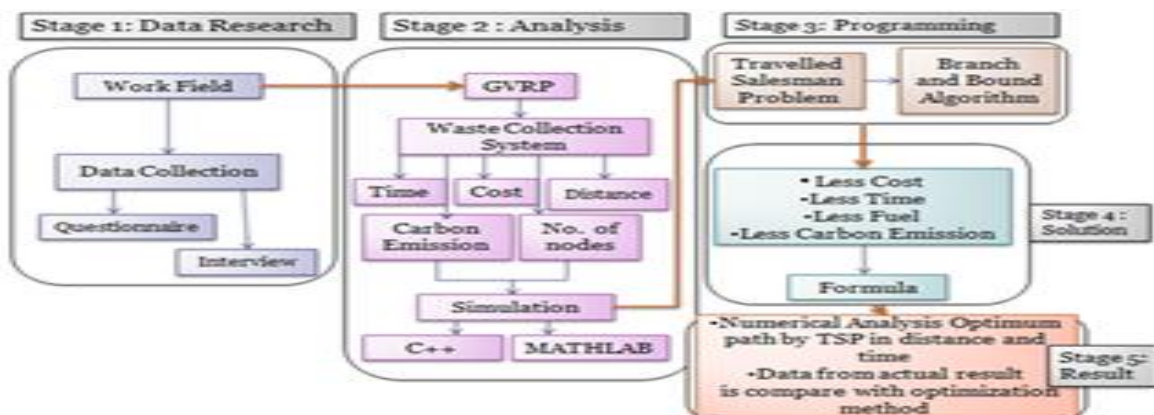 Stage 1: Data Research
Work Field
Data Collection
Questionnaire
Interview
Stage 2 : Analysis
GVRP
Waste Collection
System
Time
Cost
Distance
Carbon
Emission
No. of
nodes
Simulation
C++
MATHLAB
Stage 3: Programming
Travelled
Salesman
Problem
Branch
and Bound
Algorithm
• Less Cost
•Less Time
•Less Fuel
•Less Carbon Emission
Formula
Stage 4 :
Solution
•Numerical Analysis Optimum
path by TSP in distance and
time
•Data from actual result
is compare with optimization
method
Stage 5:
Result